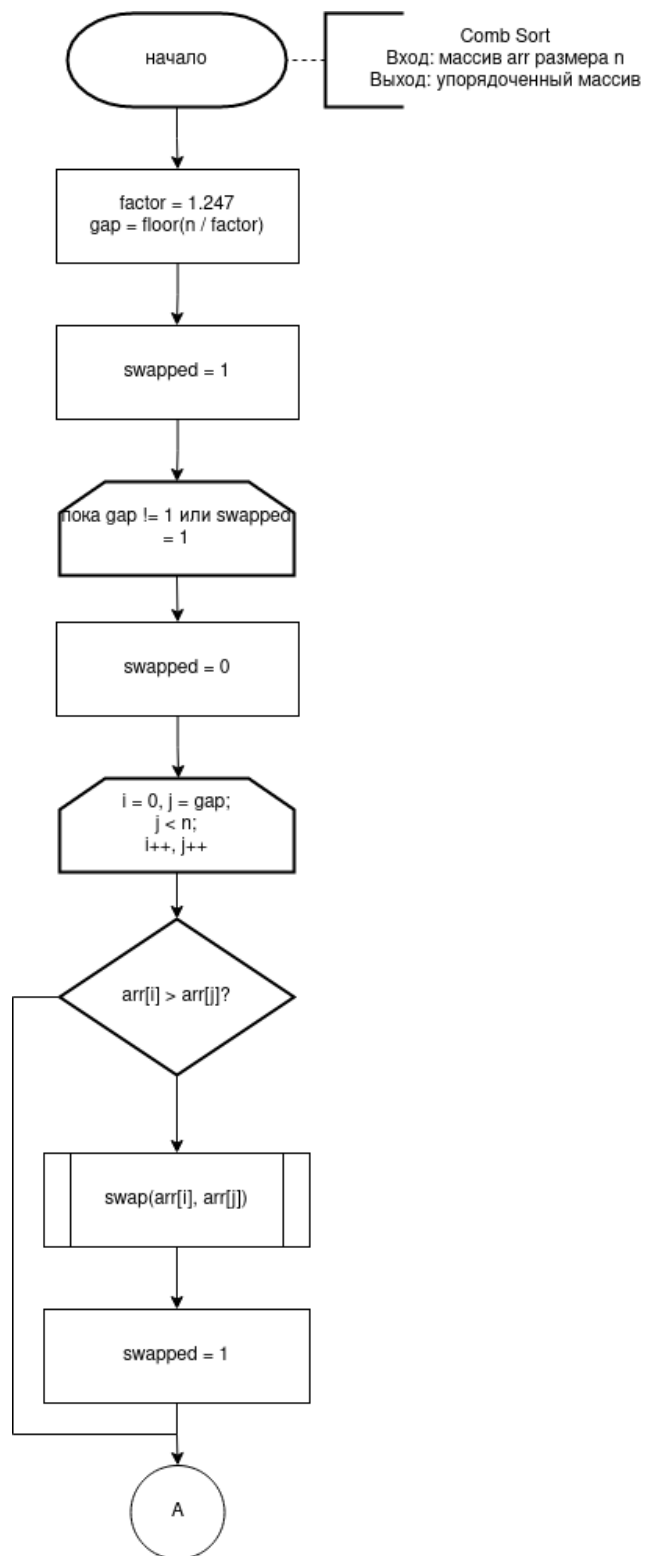 начало
Comb Sort
Вход: массив arr размера n
Выход: упорядоченный массив
factor = 1.247
gap = floor(n / factor)
swapped = 1
пока gap != 1 или swapped
= 1
swapped = 0
i = 0, j = gap;
j < n;
i++, j++
arr[i] > arr[j]?
swap(arr[i], arr[j])
swapped = 1
A